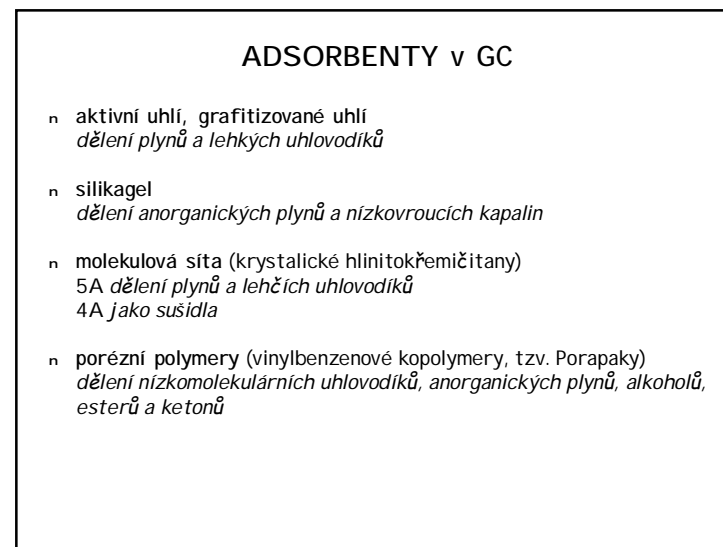 ADSORBENTY v GC
n aktivní uhlí, grafitizované uhlí
dělení plynů a lehkých uhlovodíků
n silikagel
dělení anorganických plynů a nízkovroucích kapalin
n molekulová síta (krystalické hlinitokřemičitany)
5A dělení plynů a lehčích uhlovodíků
4A jako sušidla
n porézní polymery (vinylbenzenové kopolymery, tzv. Porapaky)
dělení nízkomolekulárních uhlovodíků, anorganických plynů, alkoholů,
esterů a ketonů